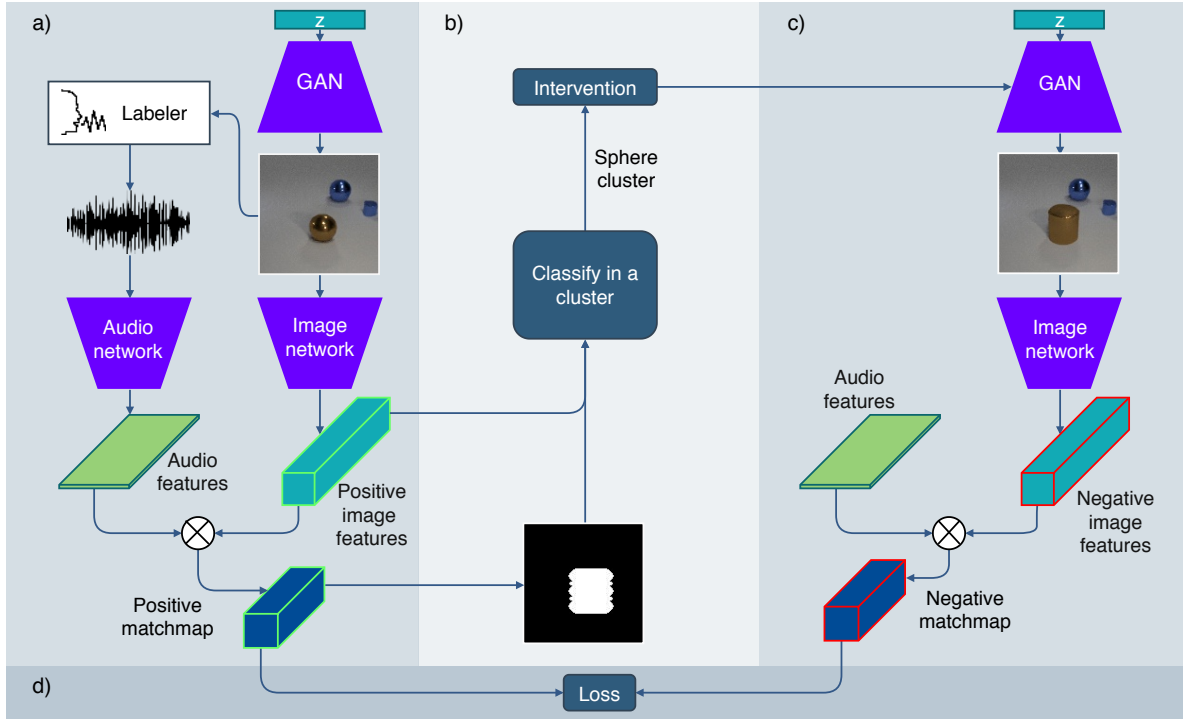 a)
z
GAN
Labeler
Audio
network
Image
network
Audio
features
Positive
image
features
Positive
matchmap
b)
Intervention
Sphere
cluster
Classify in a
cluster
c)
z
GAN
Image
network
Audio
features
Negative
image
features
Negative
matchmap
d)
Loss